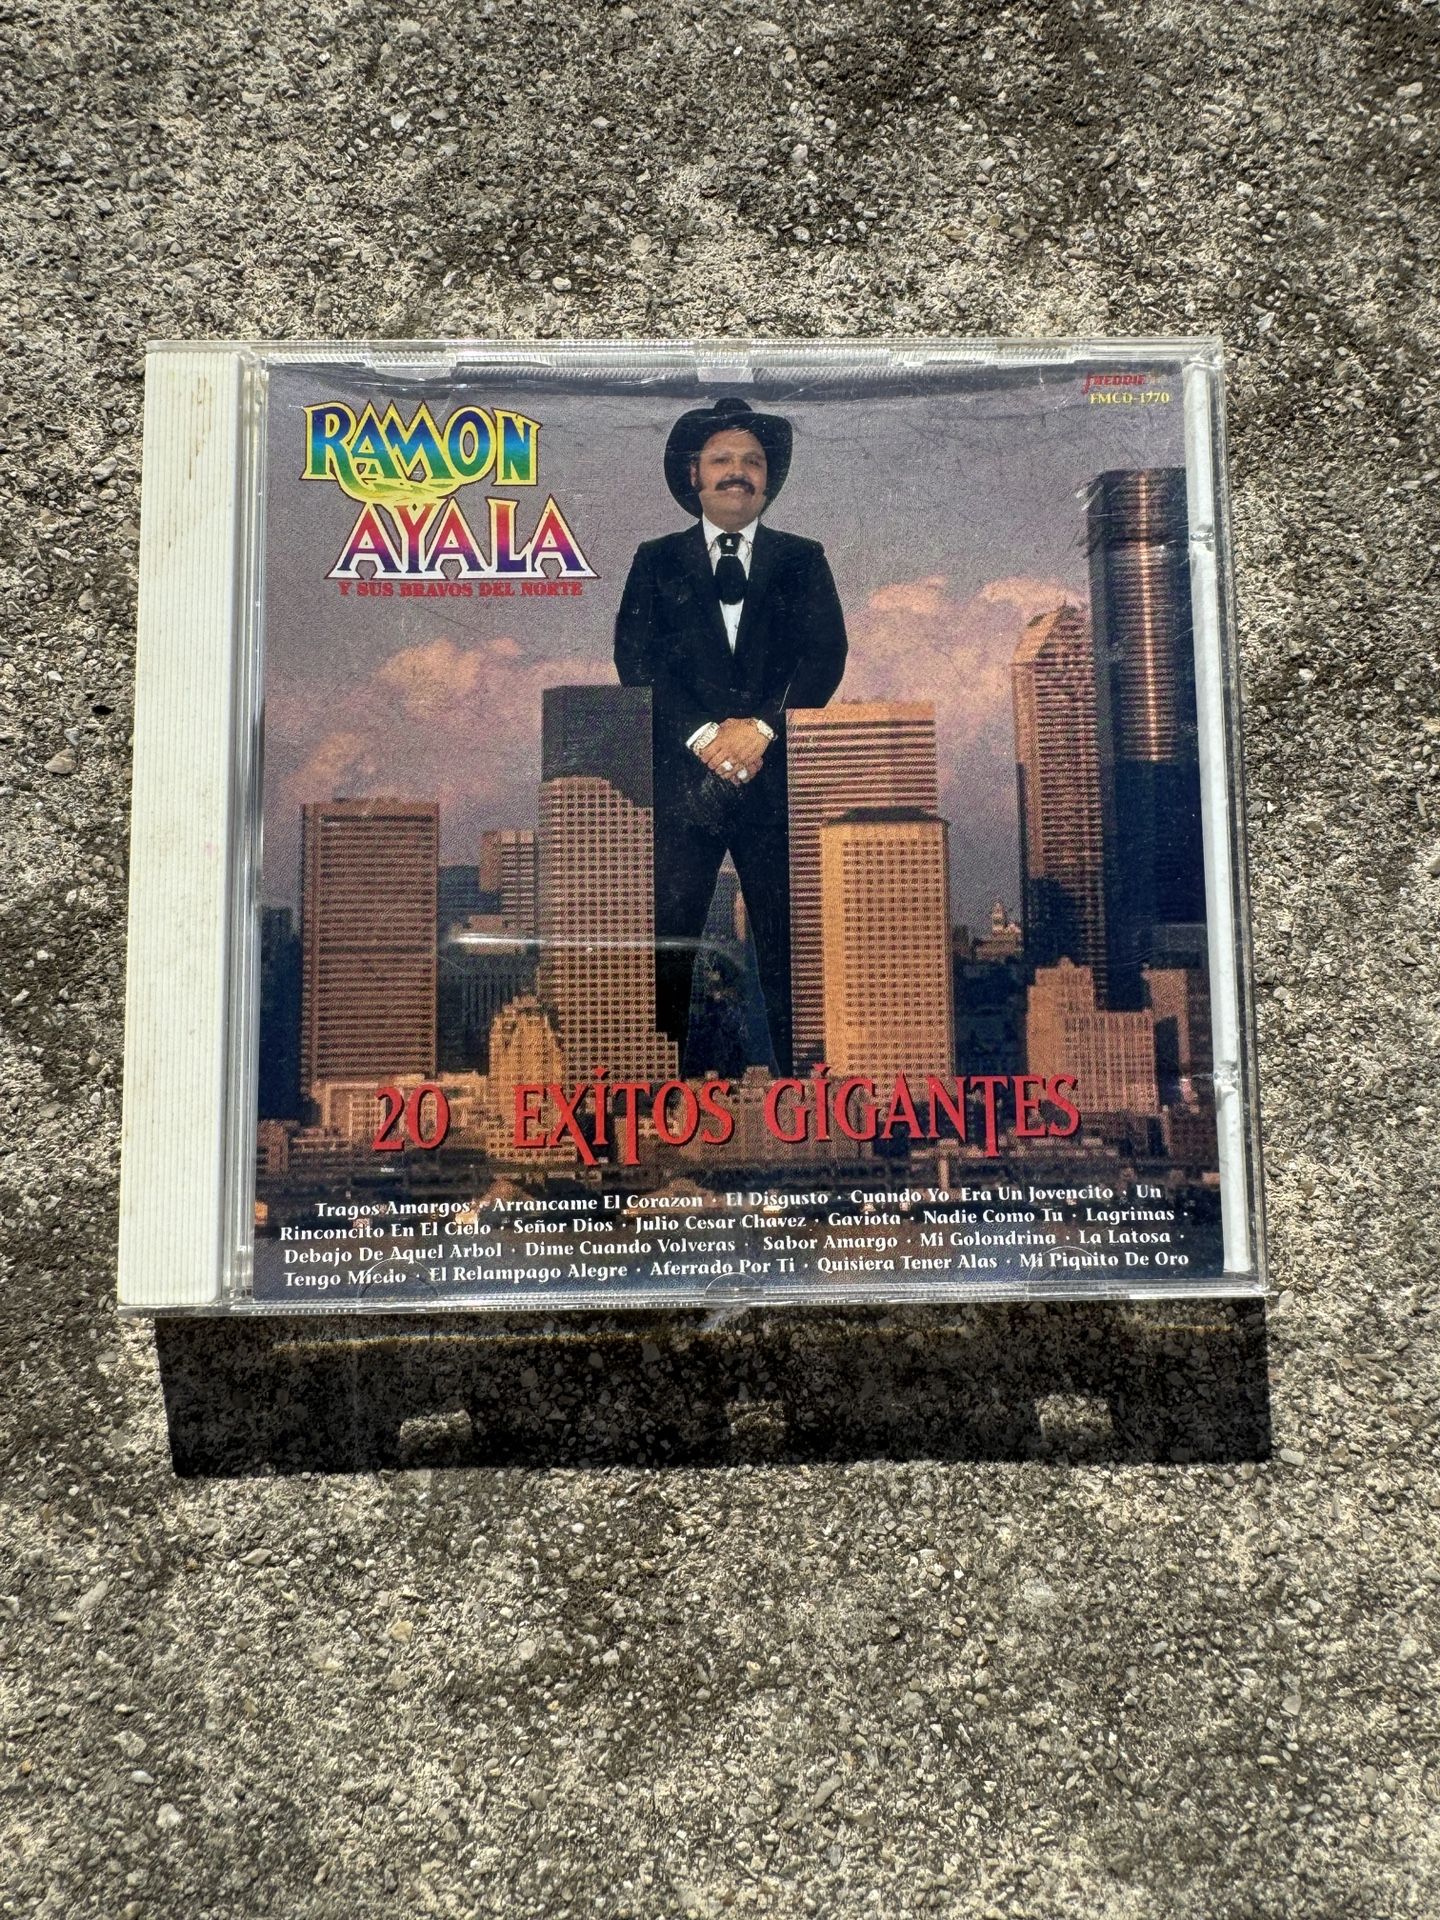 FREDDIE
FMCD-1770
RAMON
AYALA
Y SUS BRAVOS DEL NORTE
20 EXiTOS GiGANTES
Tragos Amargos · Arrancame El Corazon · El Disgusto · Cuando Yo Era Un Jovencito · Un
Rinconcito En El Cielo · Señor Dios · Julio Cesar Chavez · Gaviota · Nadie Como Tu · Lagrimas ·
Debajo De Aquel Arbol · Dime Cuando Volveras · Sabor Amargo · Mi Golondrina · La Latosa ·
Tengo Miedo · El Relampago Alegre · Aferrado Por Ti · Quisiera Tener Alas · Mi Piquito De Oro